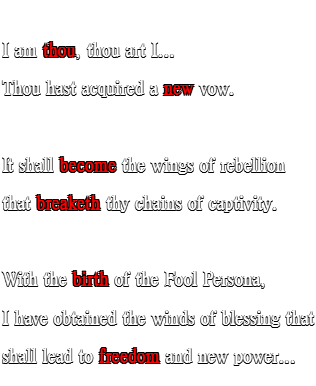 I am thou, thou art I...
Thou hast acquired a new vow.
It shall become the wings of rebellion
that breaketh thy chains of captivity.
With the birth of the Fool Persona,
I have obtained the winds of blessing that
shall lead to freedom and new power...